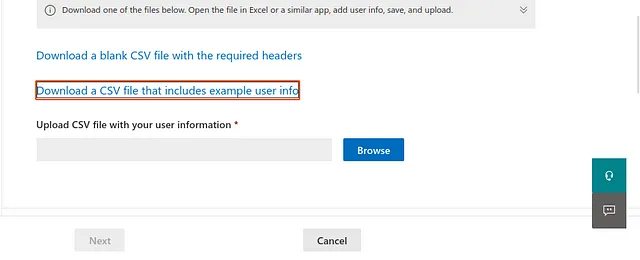 Download one of the files below. Open the file in Excel or a similar app, add user info, save, and upload.
Download a blank CSV file with the required headers
Download a CSV file that includes example user info
Upload CSV file with your user information *
Browse
Next
Cancel